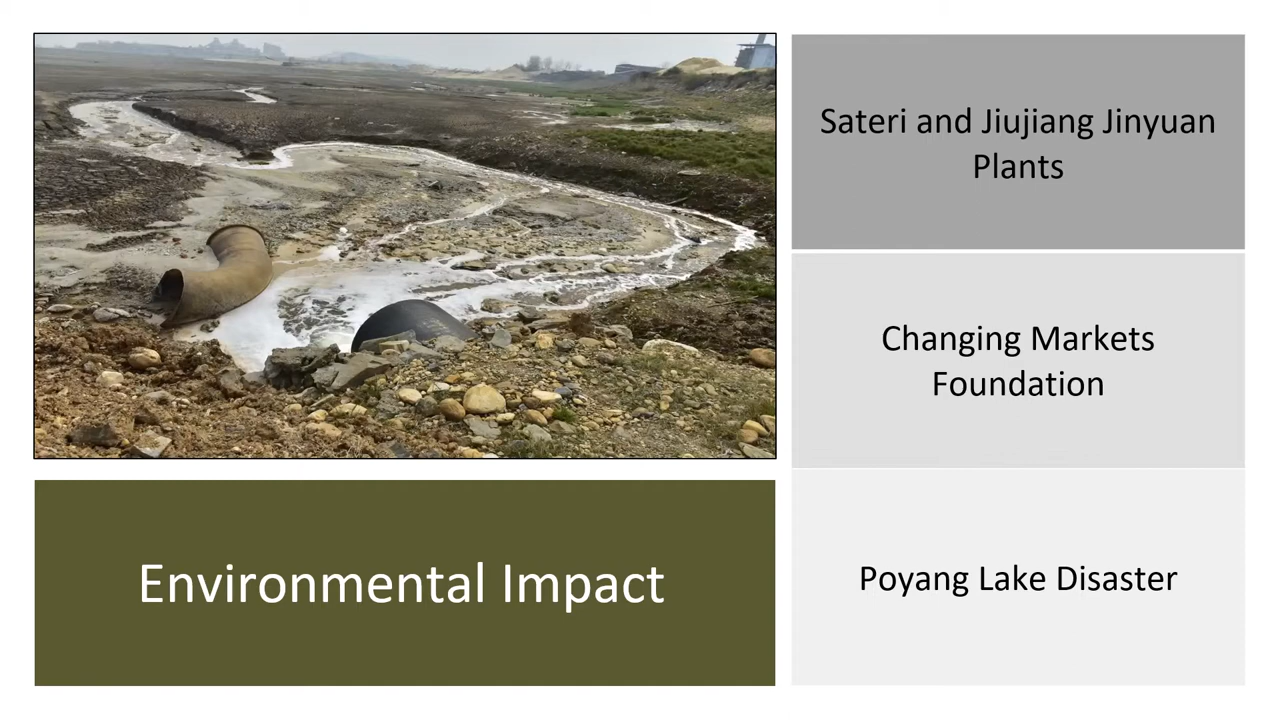 Sateri and Jiujiang Jinyuan
Plants
Changing Markets
Foundation
Environmental Impact
Poyang Lake Disaster